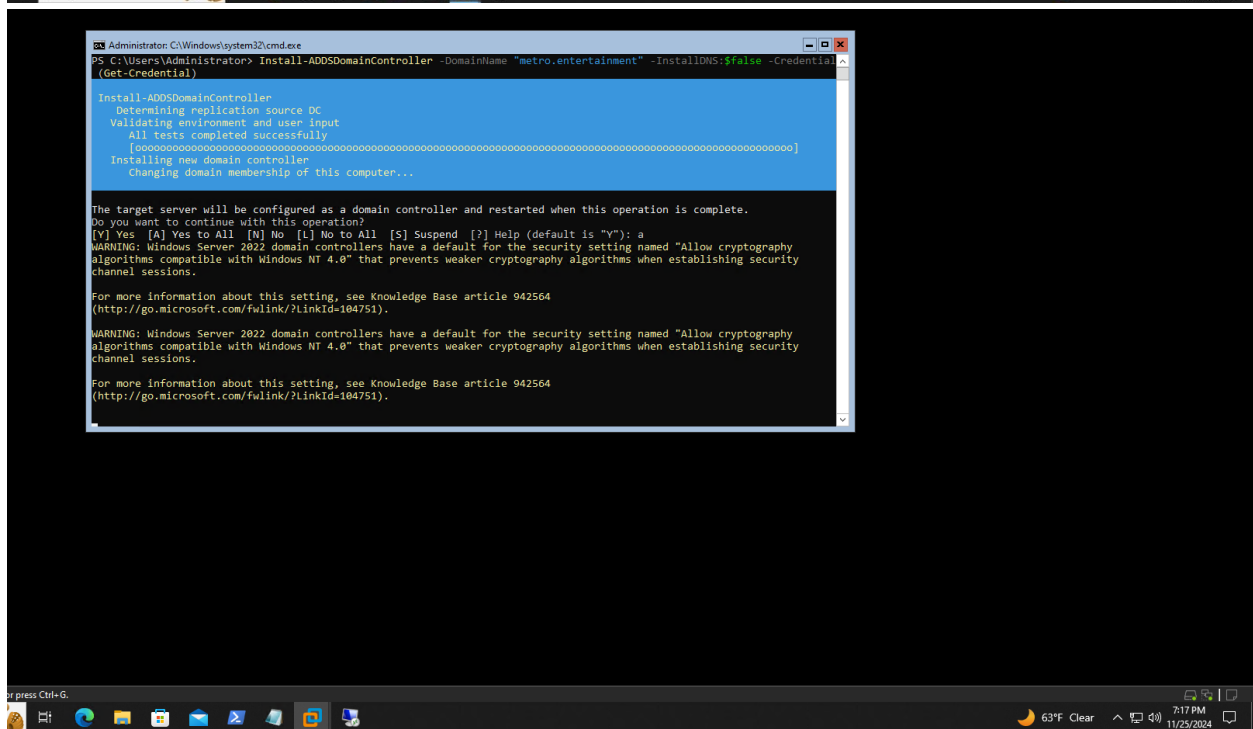 Administrator: C:\Windows\system32\cmd.exe
PS C:\Users\Administrator> Install-ADDSDomainController -DomainName "metro.entertainment" -InstallDNS:$false -Credential
(Get-Credential)
Install-ADDSDomainController
Determining replication source DC
Validating environment and user input
All tests completed successfully
[oooooooooooooooooooooooooooooooooooooooooooooooooooooooooooooooooooooooooooooooooooooooooooooooooooooooooo]
Installing new domain controller
Changing domain membership of this computer...
The target server will be configured as a domain controller and restarted when this operation is complete.
Do you want to continue with this operation?
[Y] Yes [A] Yes to All [N] No [L] No to All [S] Suspend [?] Help (default is "Y"): a
WARNING: Windows Server 2022 domain controllers have a default for the security setting named "Allow cryptography
algorithms compatible with Windows NT 4.0" that prevents weaker cryptography algorithms when establishing security
channel sessions.
For more information about this setting, see Knowledge Base article 942564
(http://go.microsoft.com/fwlink/?LinkId=104751).
WARNING: Windows Server 2022 domain controllers have a default for the security setting named "Allow cryptography
algorithms compatible with Windows NT 4.0" that prevents weaker cryptography algorithms when establishing security
channel sessions.
For more information about this setting, see Knowledge Base article 942564
(http://go.microsoft.com/fwlink/?LinkId=104751).
or press Ctrl+G.
63°F Clear
7:17 PM
11/25/2024